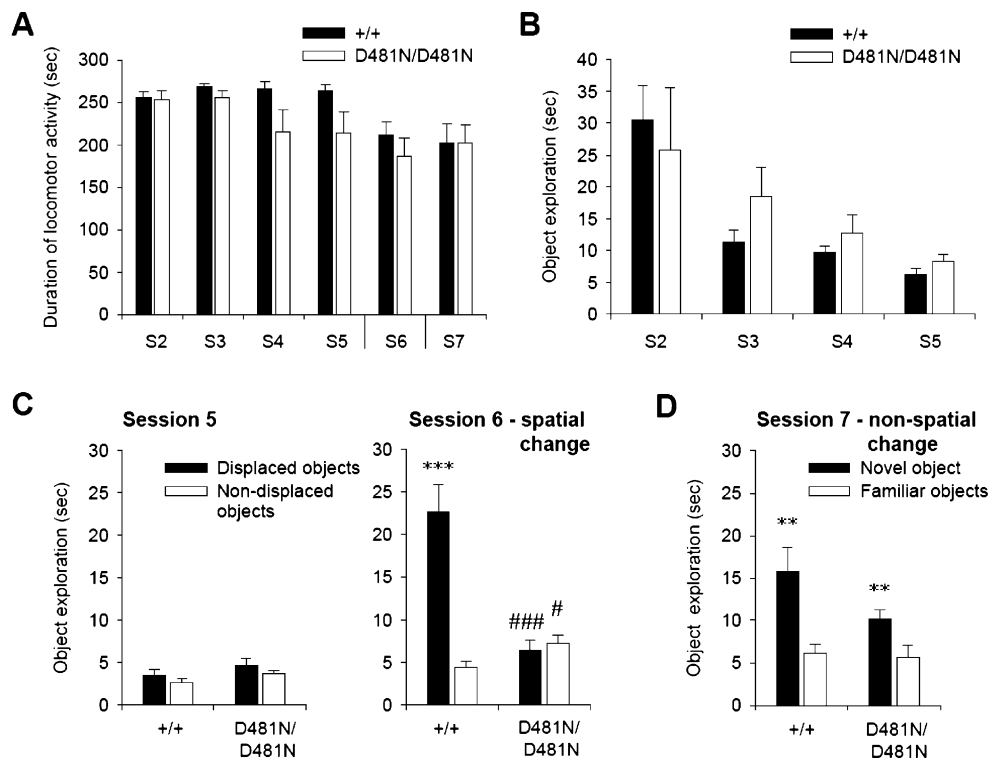 A
+/+
D481N/D481N
Duration of locomotor activity (sec)
300
250
200
150
100
50
0
S2 S3 S4 S5 S6 S7
B
+/+
D481N/D481N
Object exploration (sec)
40
35
30
25
20
15
10
5
0
S2 S3 S4 S5
C
Session 5
Displaced objects
Non-displaced
objects
Object exploration (sec)
30
25
20
15
10
5
0
+/+ D481N/
D481N
Session 6 - spatial
change
30
25
20
15
10
5
0
***
###
#
+/+ D481N/
D481N
D
Session 7 - non-spatial
change
Novel object
Familiar objects
Object exploration (sec)
30
25
20
15
10
5
0
**
**
+/+ D481N/
D481N